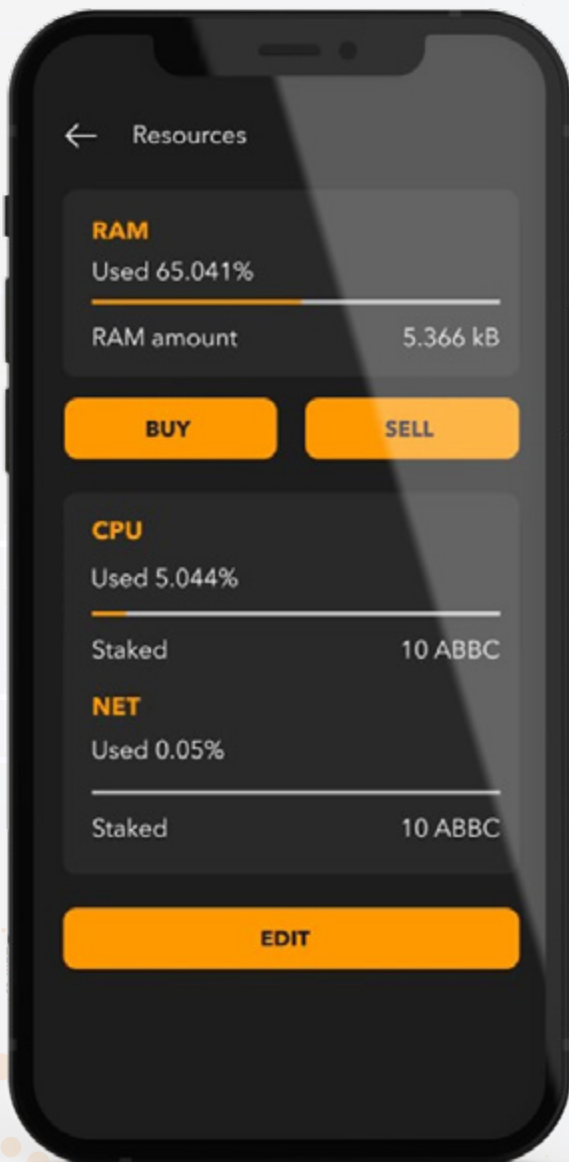 Resources
RAM
Used 65.041%
RAM amount 5.366 kB
BUY SELL
CPU
Used 5.044%
Staked 10 ABBC
NET
Used 0.05%
Staked 10 ABBC
EDIT